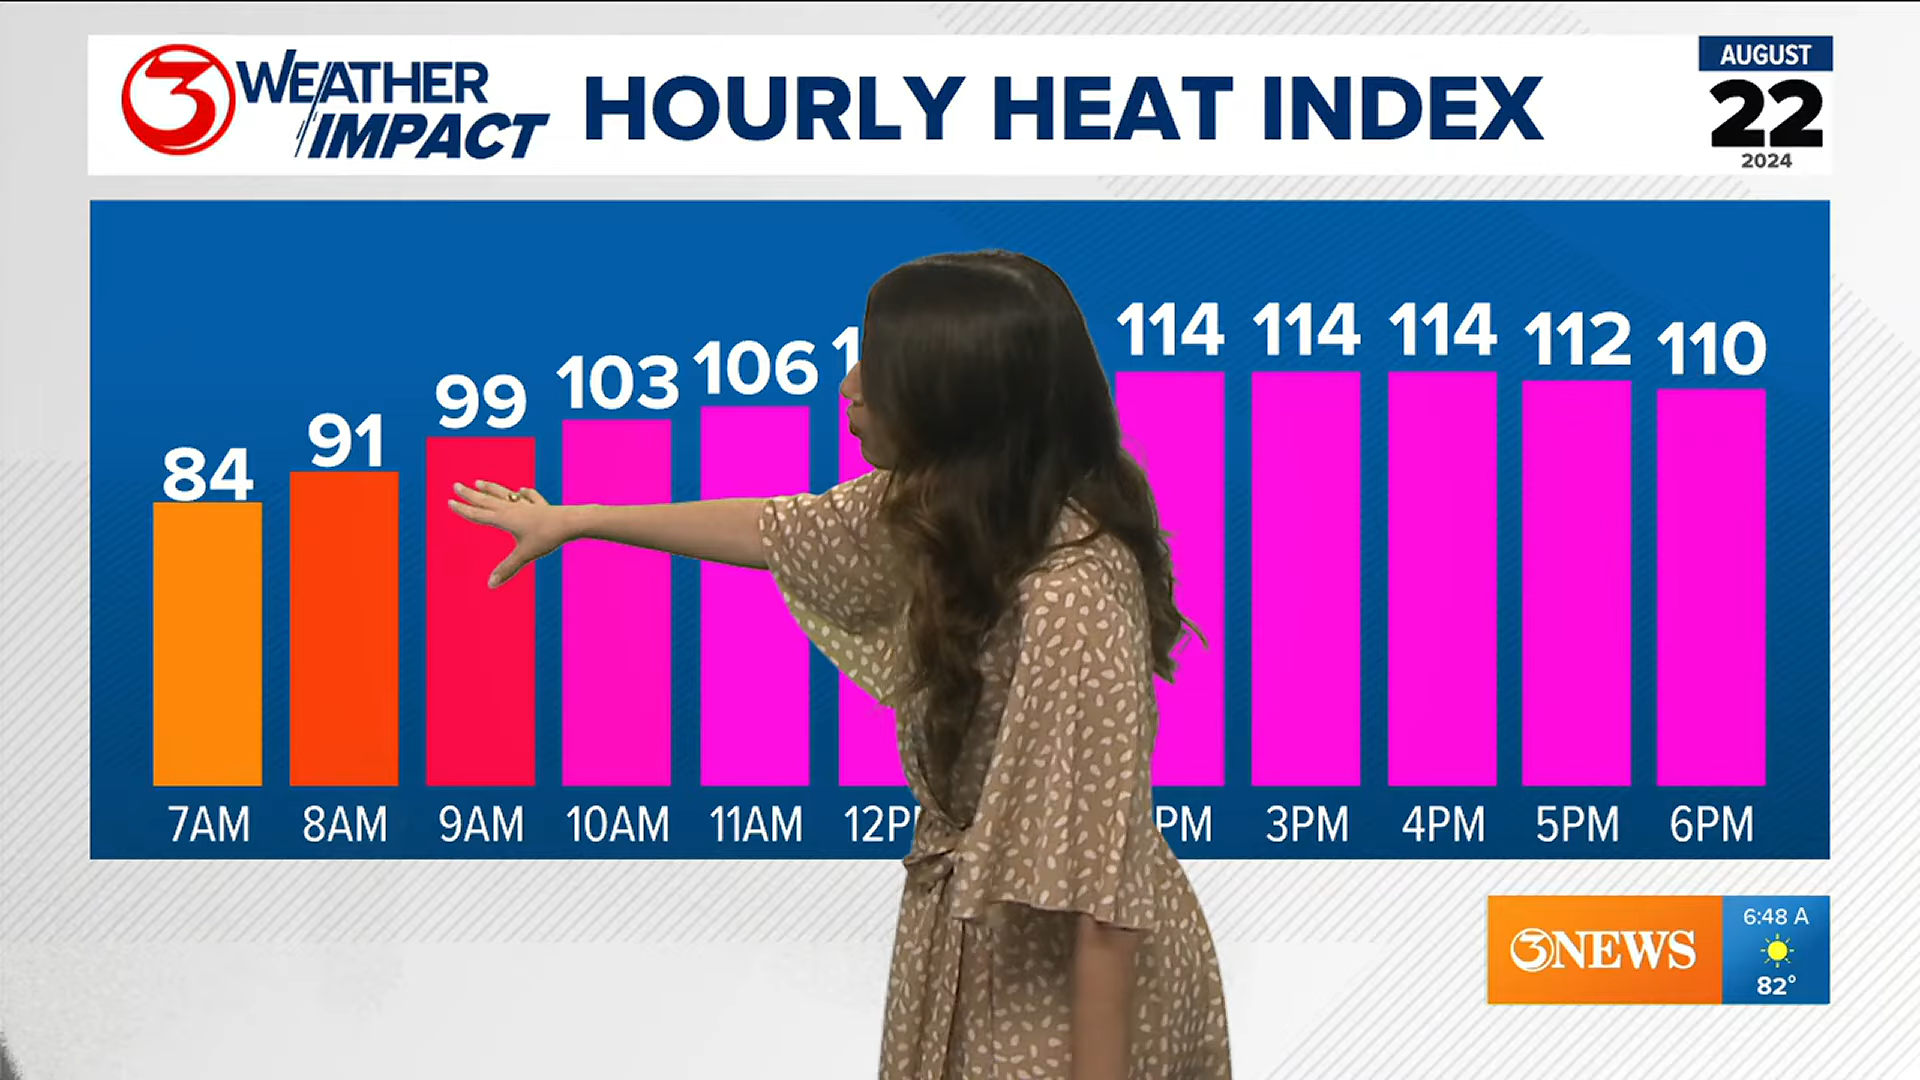 3 WEATHER IMPACT
HOURLY HEAT INDEX
AUGUST
22
2024
84 91 99 103 106 114 114 114 112 110
7AM 8AM 9AM 10AM 11AM 3PM 4PM 5PM 6PM
3NEWS
6:48 A
82°